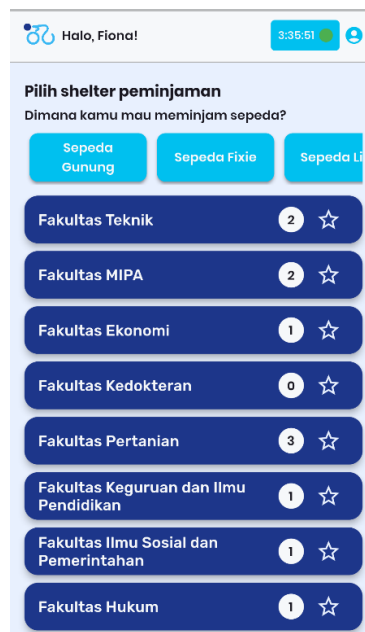 Halo, Fiona!
3:35:51
Pilih shelter peminjaman
Dimana kamu mau meminjam sepeda?
Sepeda
Gunung
Sepeda Fixie
Sepeda Li
Fakultas Teknik
2
Fakultas MIPA
2
Fakultas Ekonomi
1
Fakultas Kedokteran
0
Fakultas Pertanian
3
Fakultas Keguruan dan Ilmu
Pendidikan
1
Fakultas Ilmu Sosial dan
Pemerintahan
1
Fakultas Hukum
1